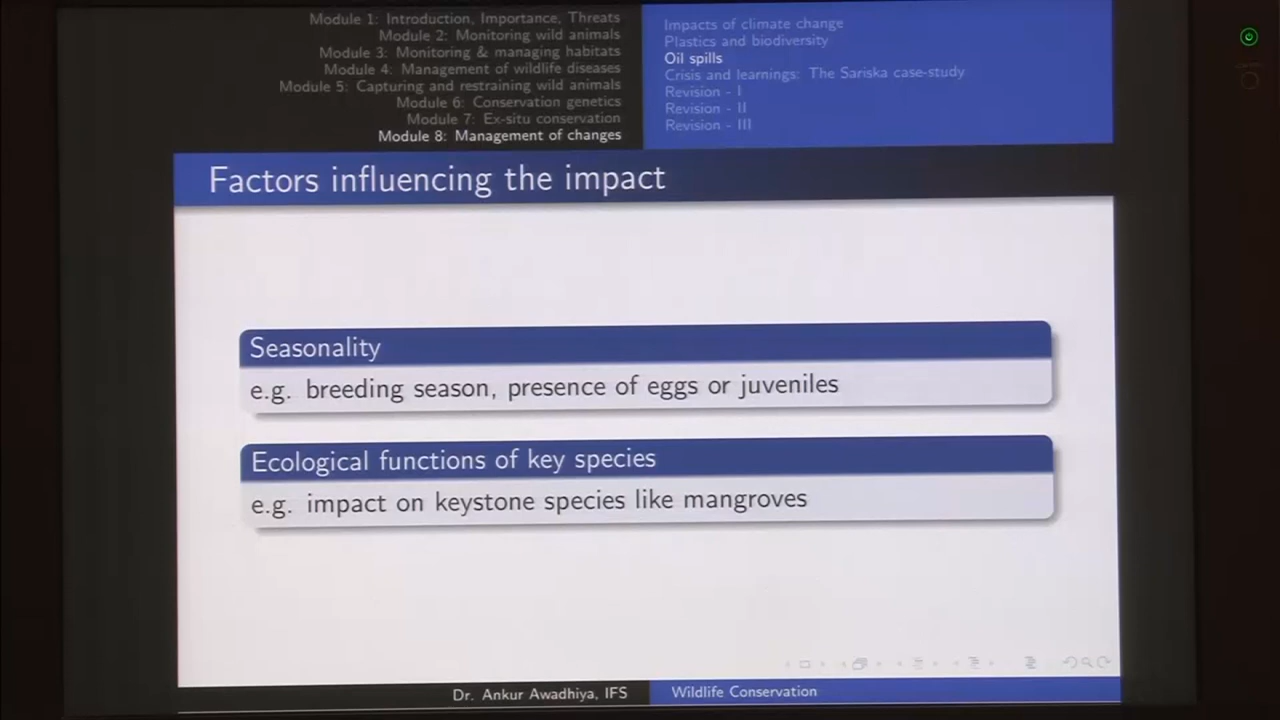 Module 1: Introduction, Importance, Threats
Module 2: Monitoring wild animals
Module 3: Monitoring & managing habitats
Module 4: Management of wildlife diseases
Module 5: Capturing and restraining wild animals
Module 6: Conservation genetics
Module 7: Ex-situ conservation
Module 8: Management of changes
Impacts of climate change
Plastics and biodiversity
Oil spills
Crisis and learnings: The Sariska case-study
Revision - I
Revision - II
Revision - III
Factors influencing the impact
Seasonality
e.g. breeding season, presence of eggs or juveniles
Ecological functions of key species
e.g. impact on keystone species like mangroves
Dr. Ankur Awadhiya, IFS
Wildlife Conservation